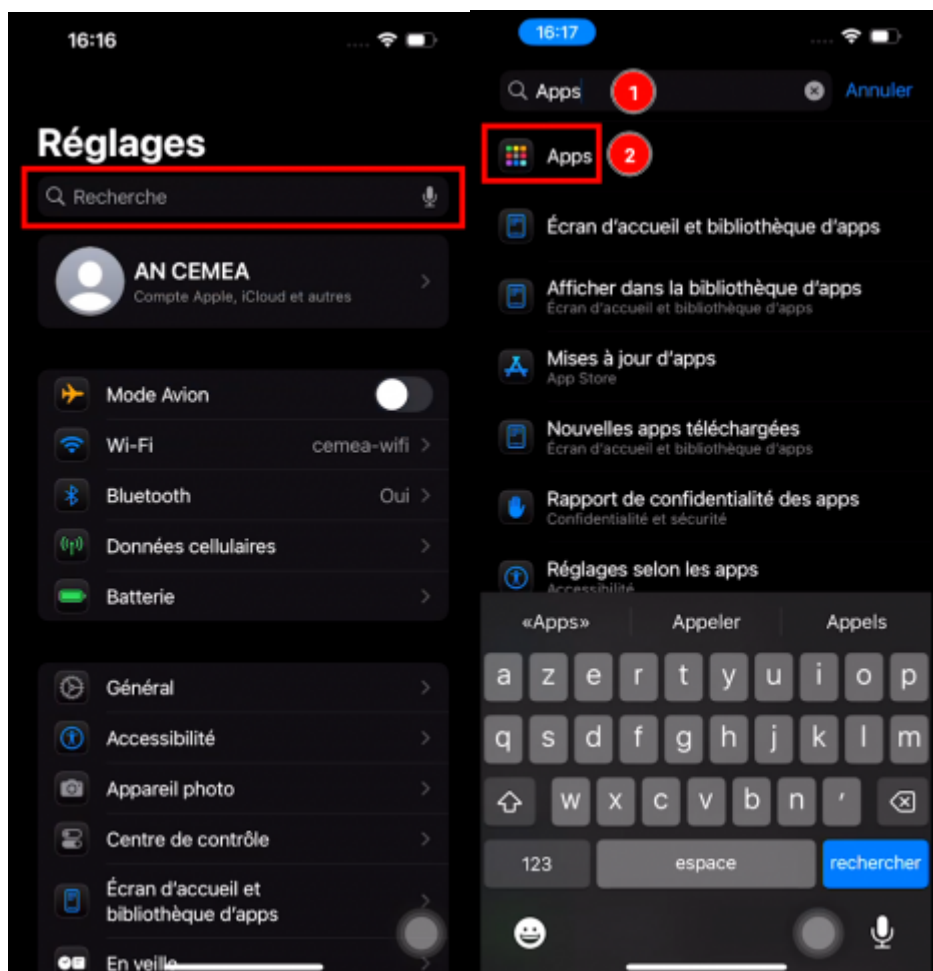 16:16
Réglages
Recherche
AN CEMEA
Compte Apple, iCloud et autres
Mode Avion
Wi-Fi cemea-wifi
Bluetooth Oui
Données cellulaires
Batterie
Général
Accessibilité
Appareil photo
Centre de contrôle
Écran d'accueil et
bibliothèque d'apps
En veille
16:17
Apps 1 Annuler
Apps 2
Écran d'accueil et bibliothèque d'apps
Afficher dans la bibliothèque d'apps
Écran d'accueil et bibliothèque d'apps
Mises à jour d'apps
App Store
Nouvelles apps téléchargées
Écran d'accueil et bibliothèque d'apps
Rapport de confidentialité des apps
Confidentialité et sécurité
Réglages selon les apps
Accessibilité
«Apps» Appeler Appels
a z e r t y u i o p
q s d f g h j k l m
w x c v b n '
123 espace rechercher